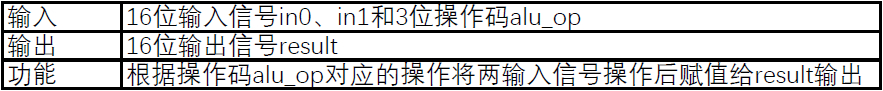 输入 16位输入信号in0、in1和3位操作码alu_op
输出 16位输出信号result
功能 根据操作码alu_op对应的操作将两输入信号操作后赋值给result输出